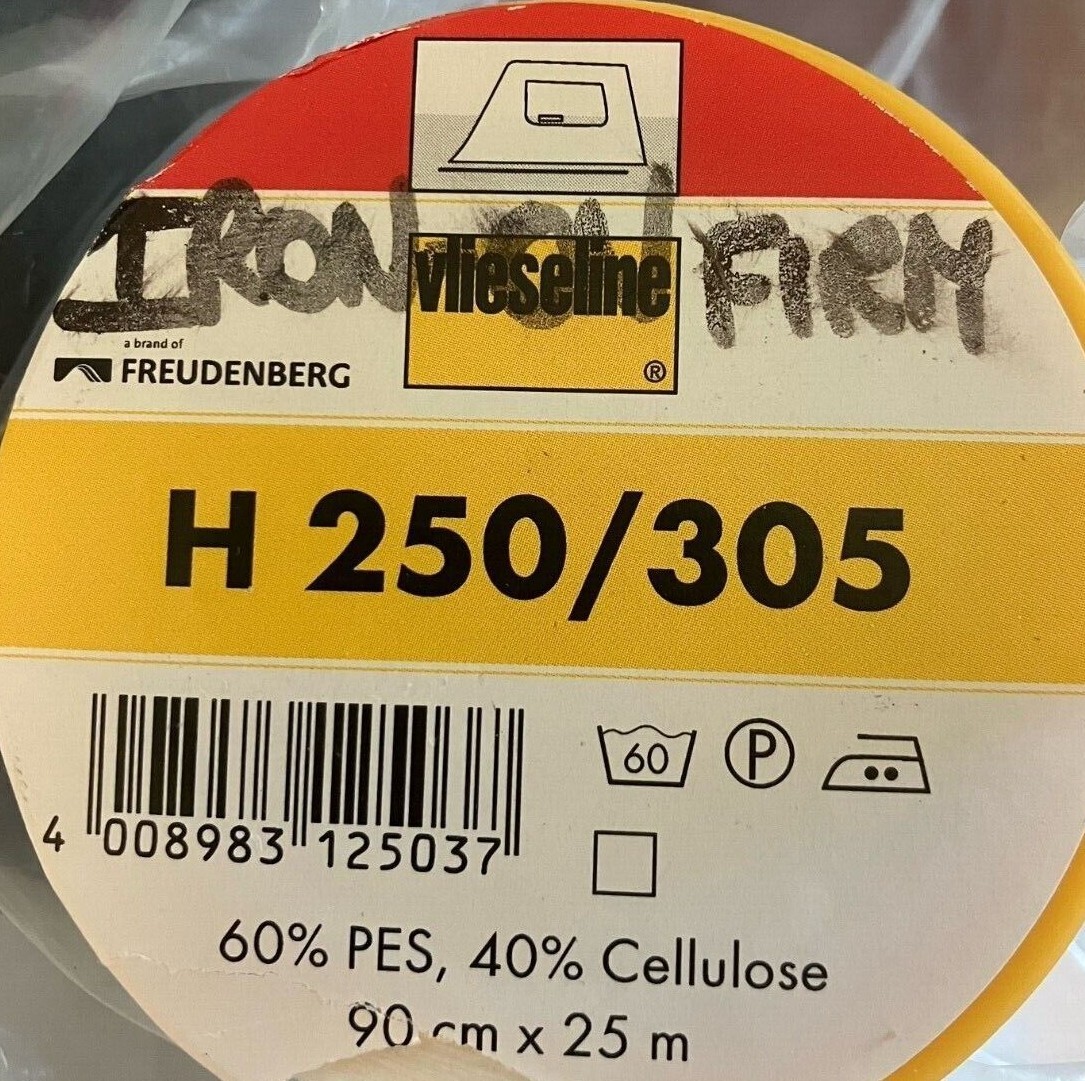 IRON ON FIRM
vlieseline
a brand of
FREUDENBERG
®
H 250/305
60 P
4 008983 125037
60% PES, 40% Cellulose
90 cm x 25 m